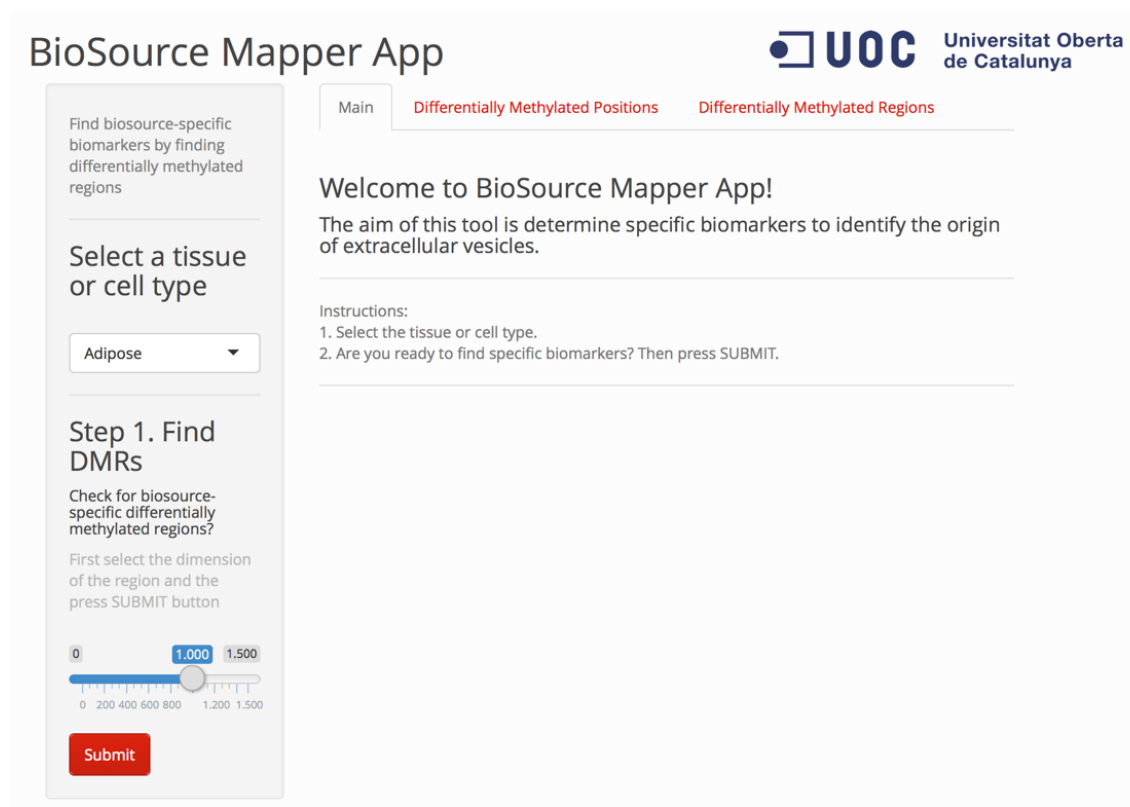 BioSource Mapper App
UOC
Universitat Oberta
de Catalunya
Find biosource-specific
biomarkers by finding
differentially methylated
regions
Select a tissue
or cell type
Adipose
Step 1. Find
DMRs
Check for biosource-
specific differentially
methylated regions?
First select the dimension
of the region and the
press SUBMIT button
0 1.000 1.500
0 200 400 600 800 1.200 1.500
Submit
Main Differentially Methylated Positions Differentially Methylated Regions
Welcome to BioSource Mapper App!
The aim of this tool is determine specific biomarkers to identify the origin
of extracellular vesicles.
Instructions:
1. Select the tissue or cell type.
2. Are you ready to find specific biomarkers? Then press SUBMIT.